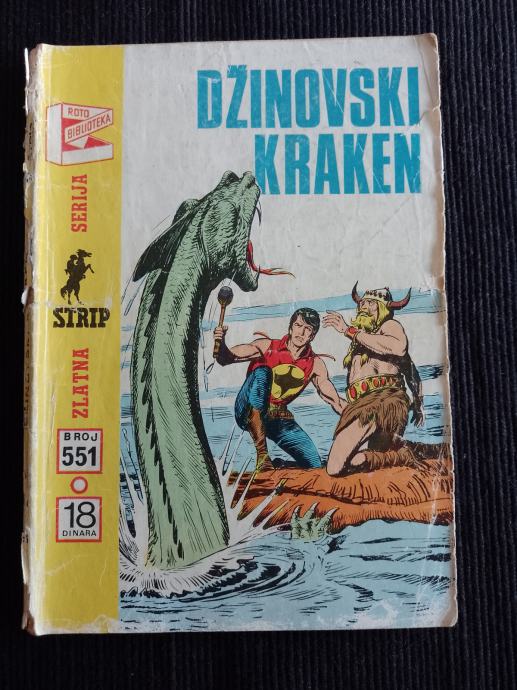 DŽINOVSKI
KRAKEN
ROTO
BIBLIOTEKA
ZLATNA STRIP SERIJA
BROJ
551
18
DINARA